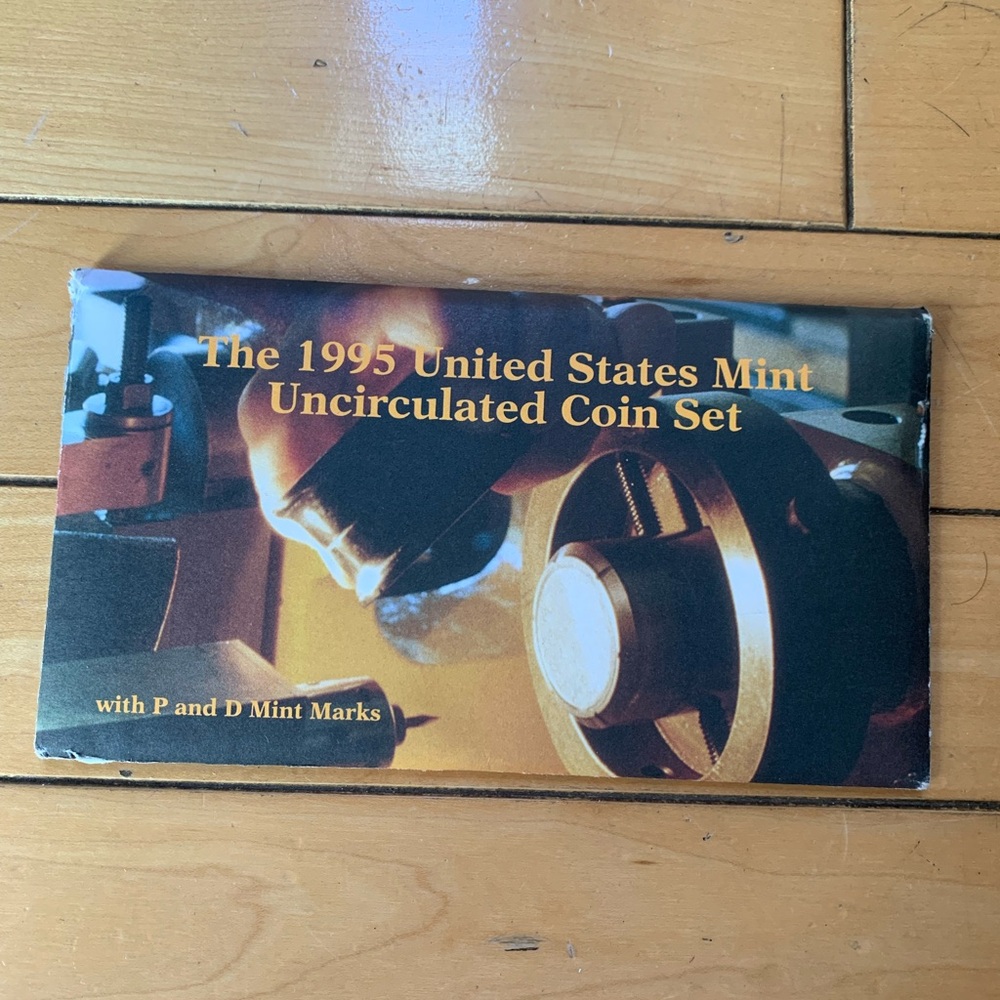 The 1995 United States Mint
Uncirculated Coin Set
with P and D Mint Marks